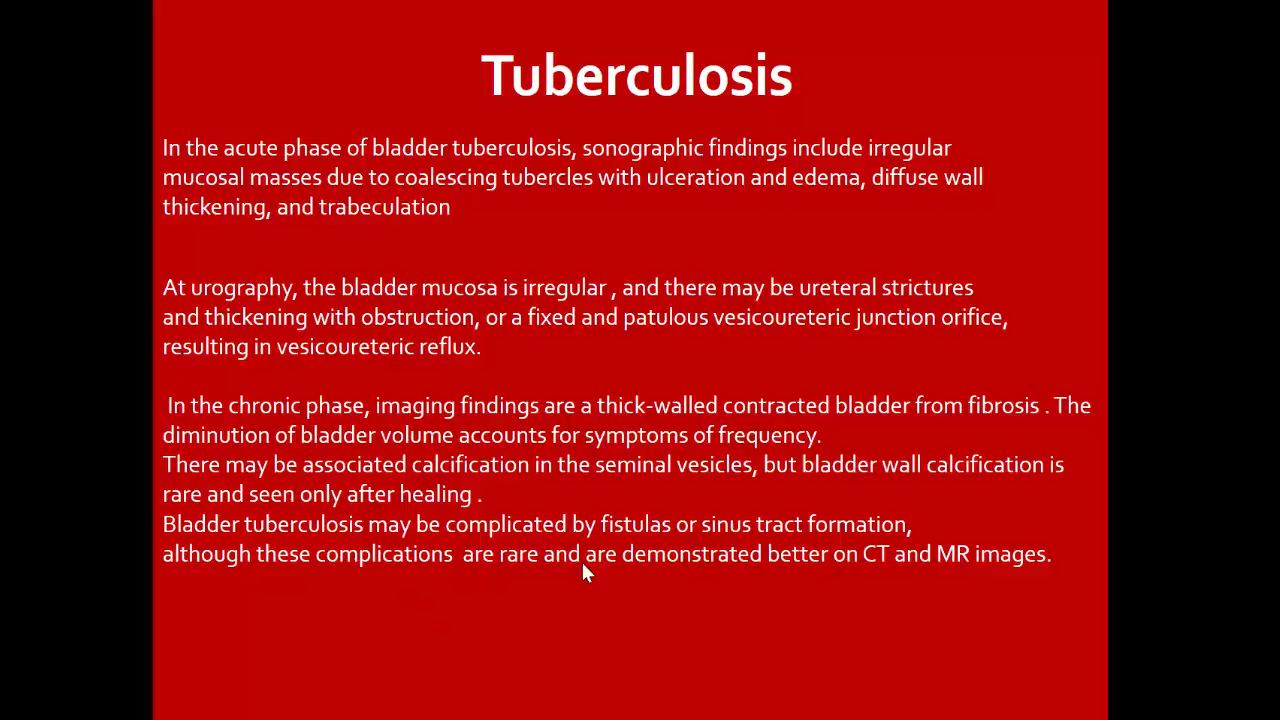 Tuberculosis
In the acute phase of bladder tuberculosis, sonographic findings include irregular
mucosal masses due to coalescing tubercles with ulceration and edema, diffuse wall
thickening, and trabeculation
At urography, the bladder mucosa is irregular , and there may be ureteral strictures
and thickening with obstruction, or a fixed and patulous vesicoureteric junction orifice,
resulting in vesicoureteric reflux.
In the chronic phase, imaging findings are a thick-walled contracted bladder from fibrosis . The
diminution of bladder volume accounts for symptoms of frequency.
There may be associated calcification in the seminal vesicles, but bladder wall calcification is
rare and seen only after healing .
Bladder tuberculosis may be complicated by fistulas or sinus tract formation,
although these complications  are rare and are demonstrated better on CT and MR images.